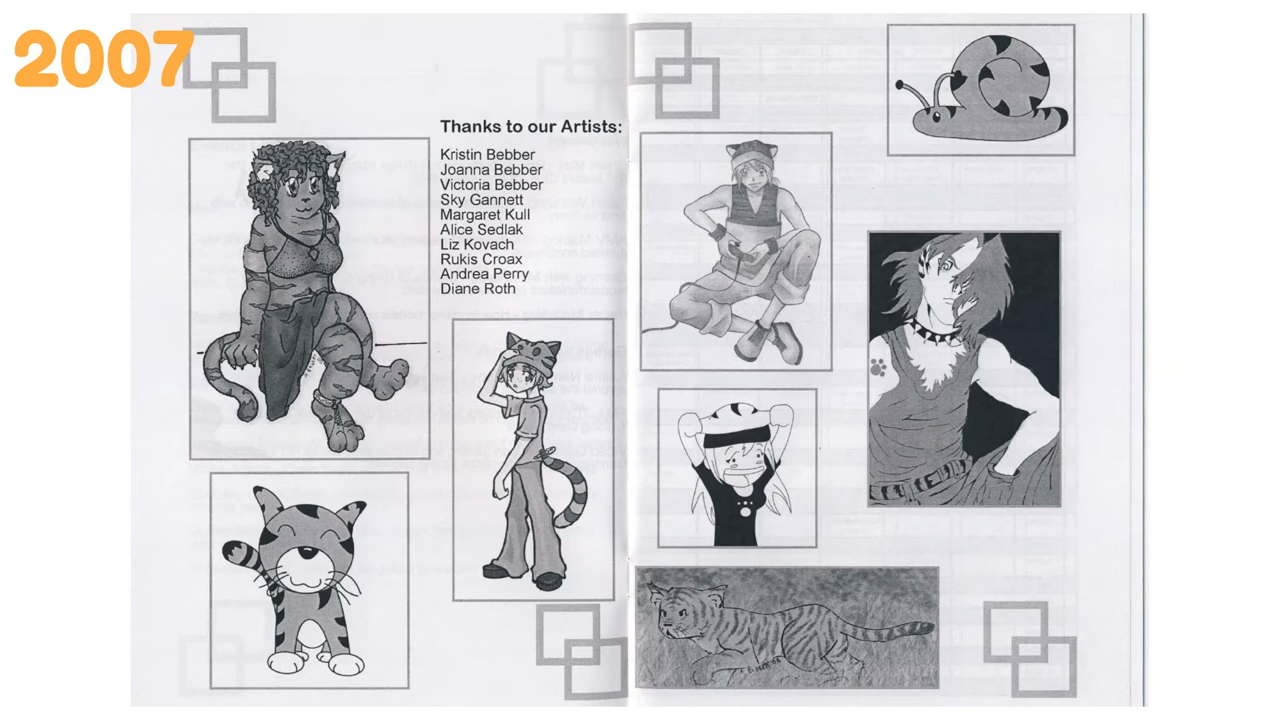 2007
Thanks to our Artists:
Kristin Bebber
Joanna Bebber
Victoria Bebber
Sky Gannett
Margaret Kull
Alice Sedlak
Liz Kovach
Rukis Croax
Andrea Perry
Diane Roth